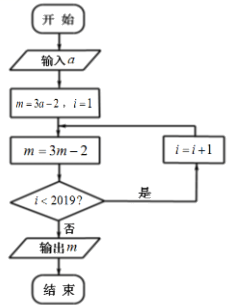 开 始
输入a
m=3a-2，i=1
m=3m-2
i=i+1
i<2019?
是
否
输出m
结 束